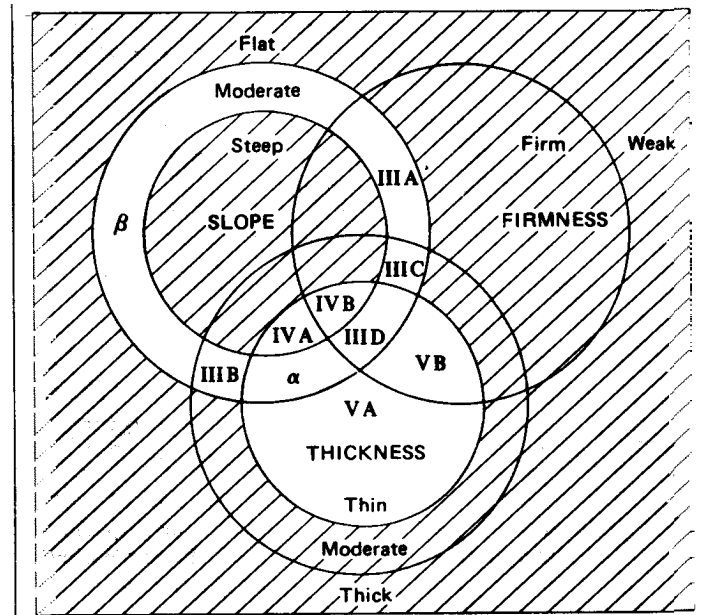 Flat
Moderate
Steep
Firm
Weak
IIIA
β
SLOPE
FIRMNESS
IIIC
IVB
IVA
IIID
IIIB
α
VB
VA
THICKNESS
Thin
Moderate
Thick